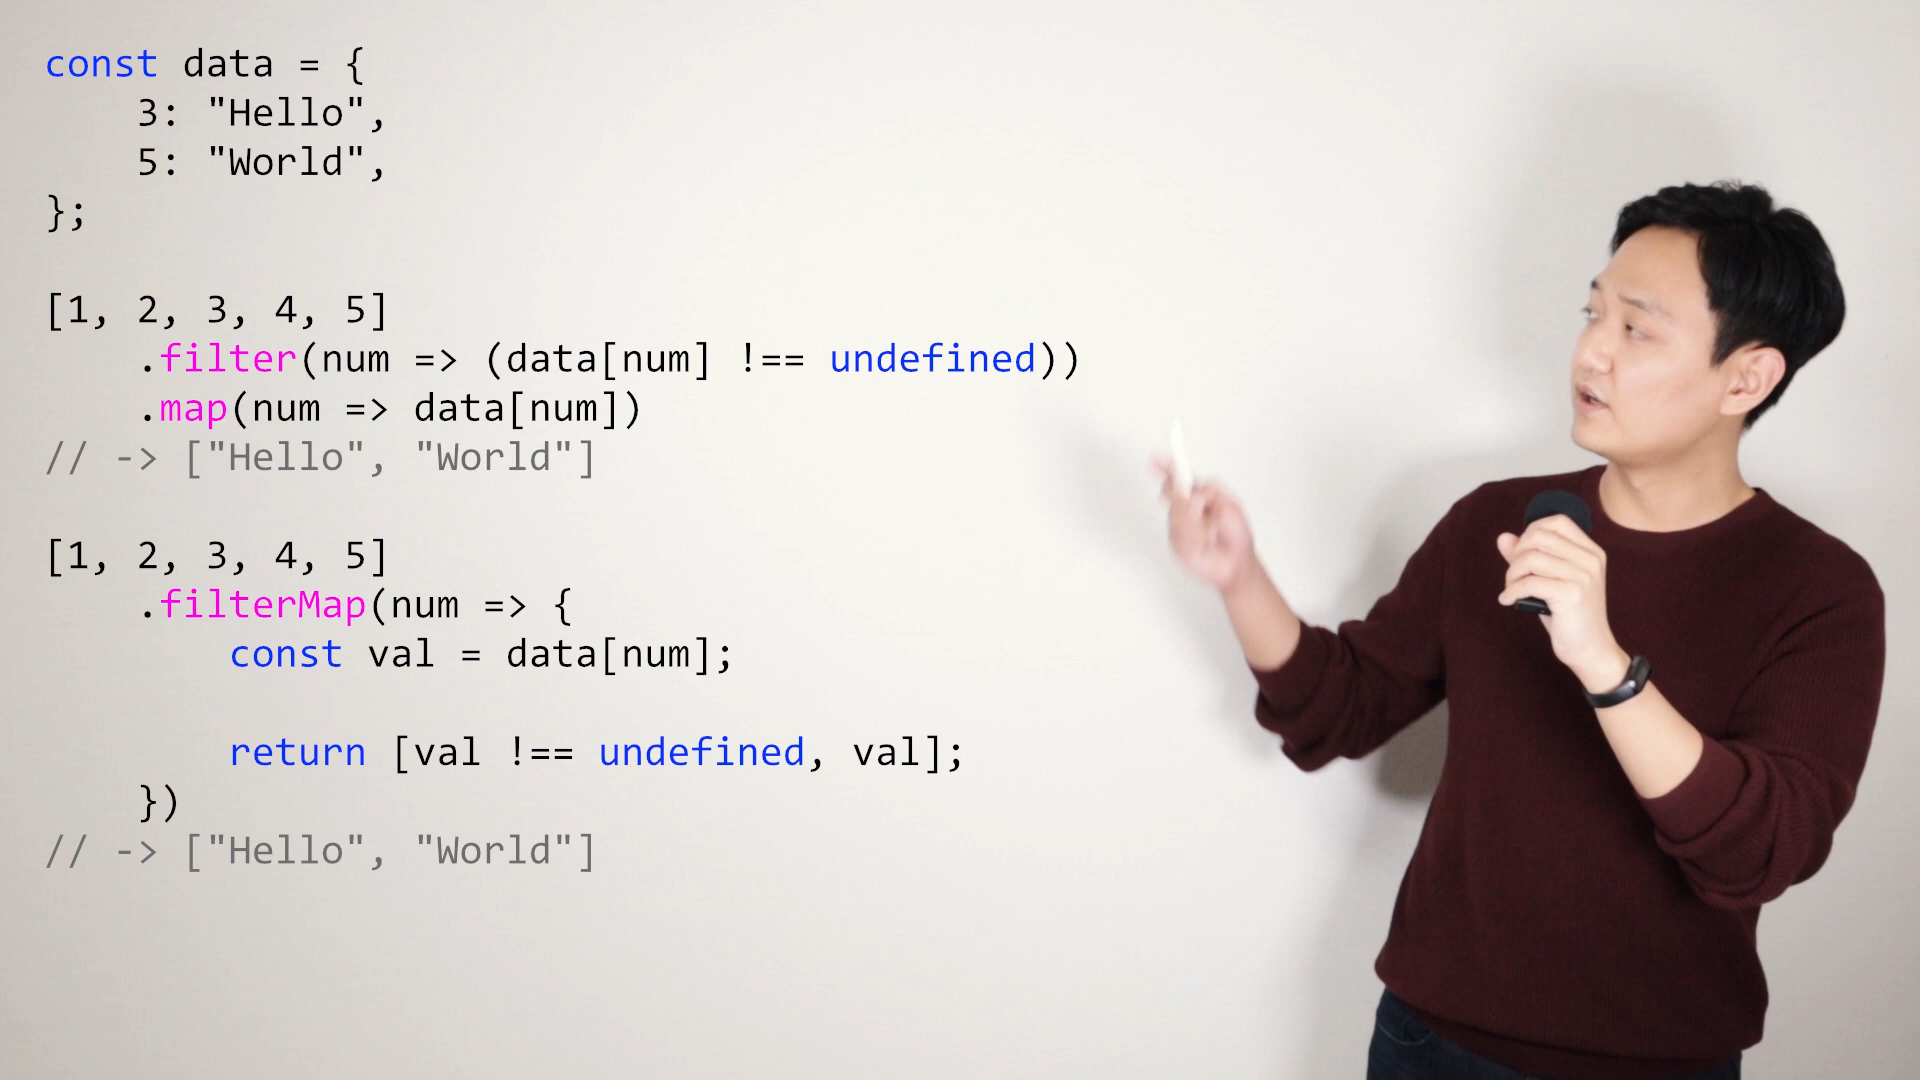 const data = {
    3: "Hello",
    5: "World",
};

[1, 2, 3, 4, 5]
    .filter(num => (data[num] !== undefined))
    .map(num => data[num])
// -> ["Hello", "World"]

[1, 2, 3, 4, 5]
    .filterMap(num => {
        const val = data[num];

        return [val !== undefined, val];
    })
// -> ["Hello", "World"]